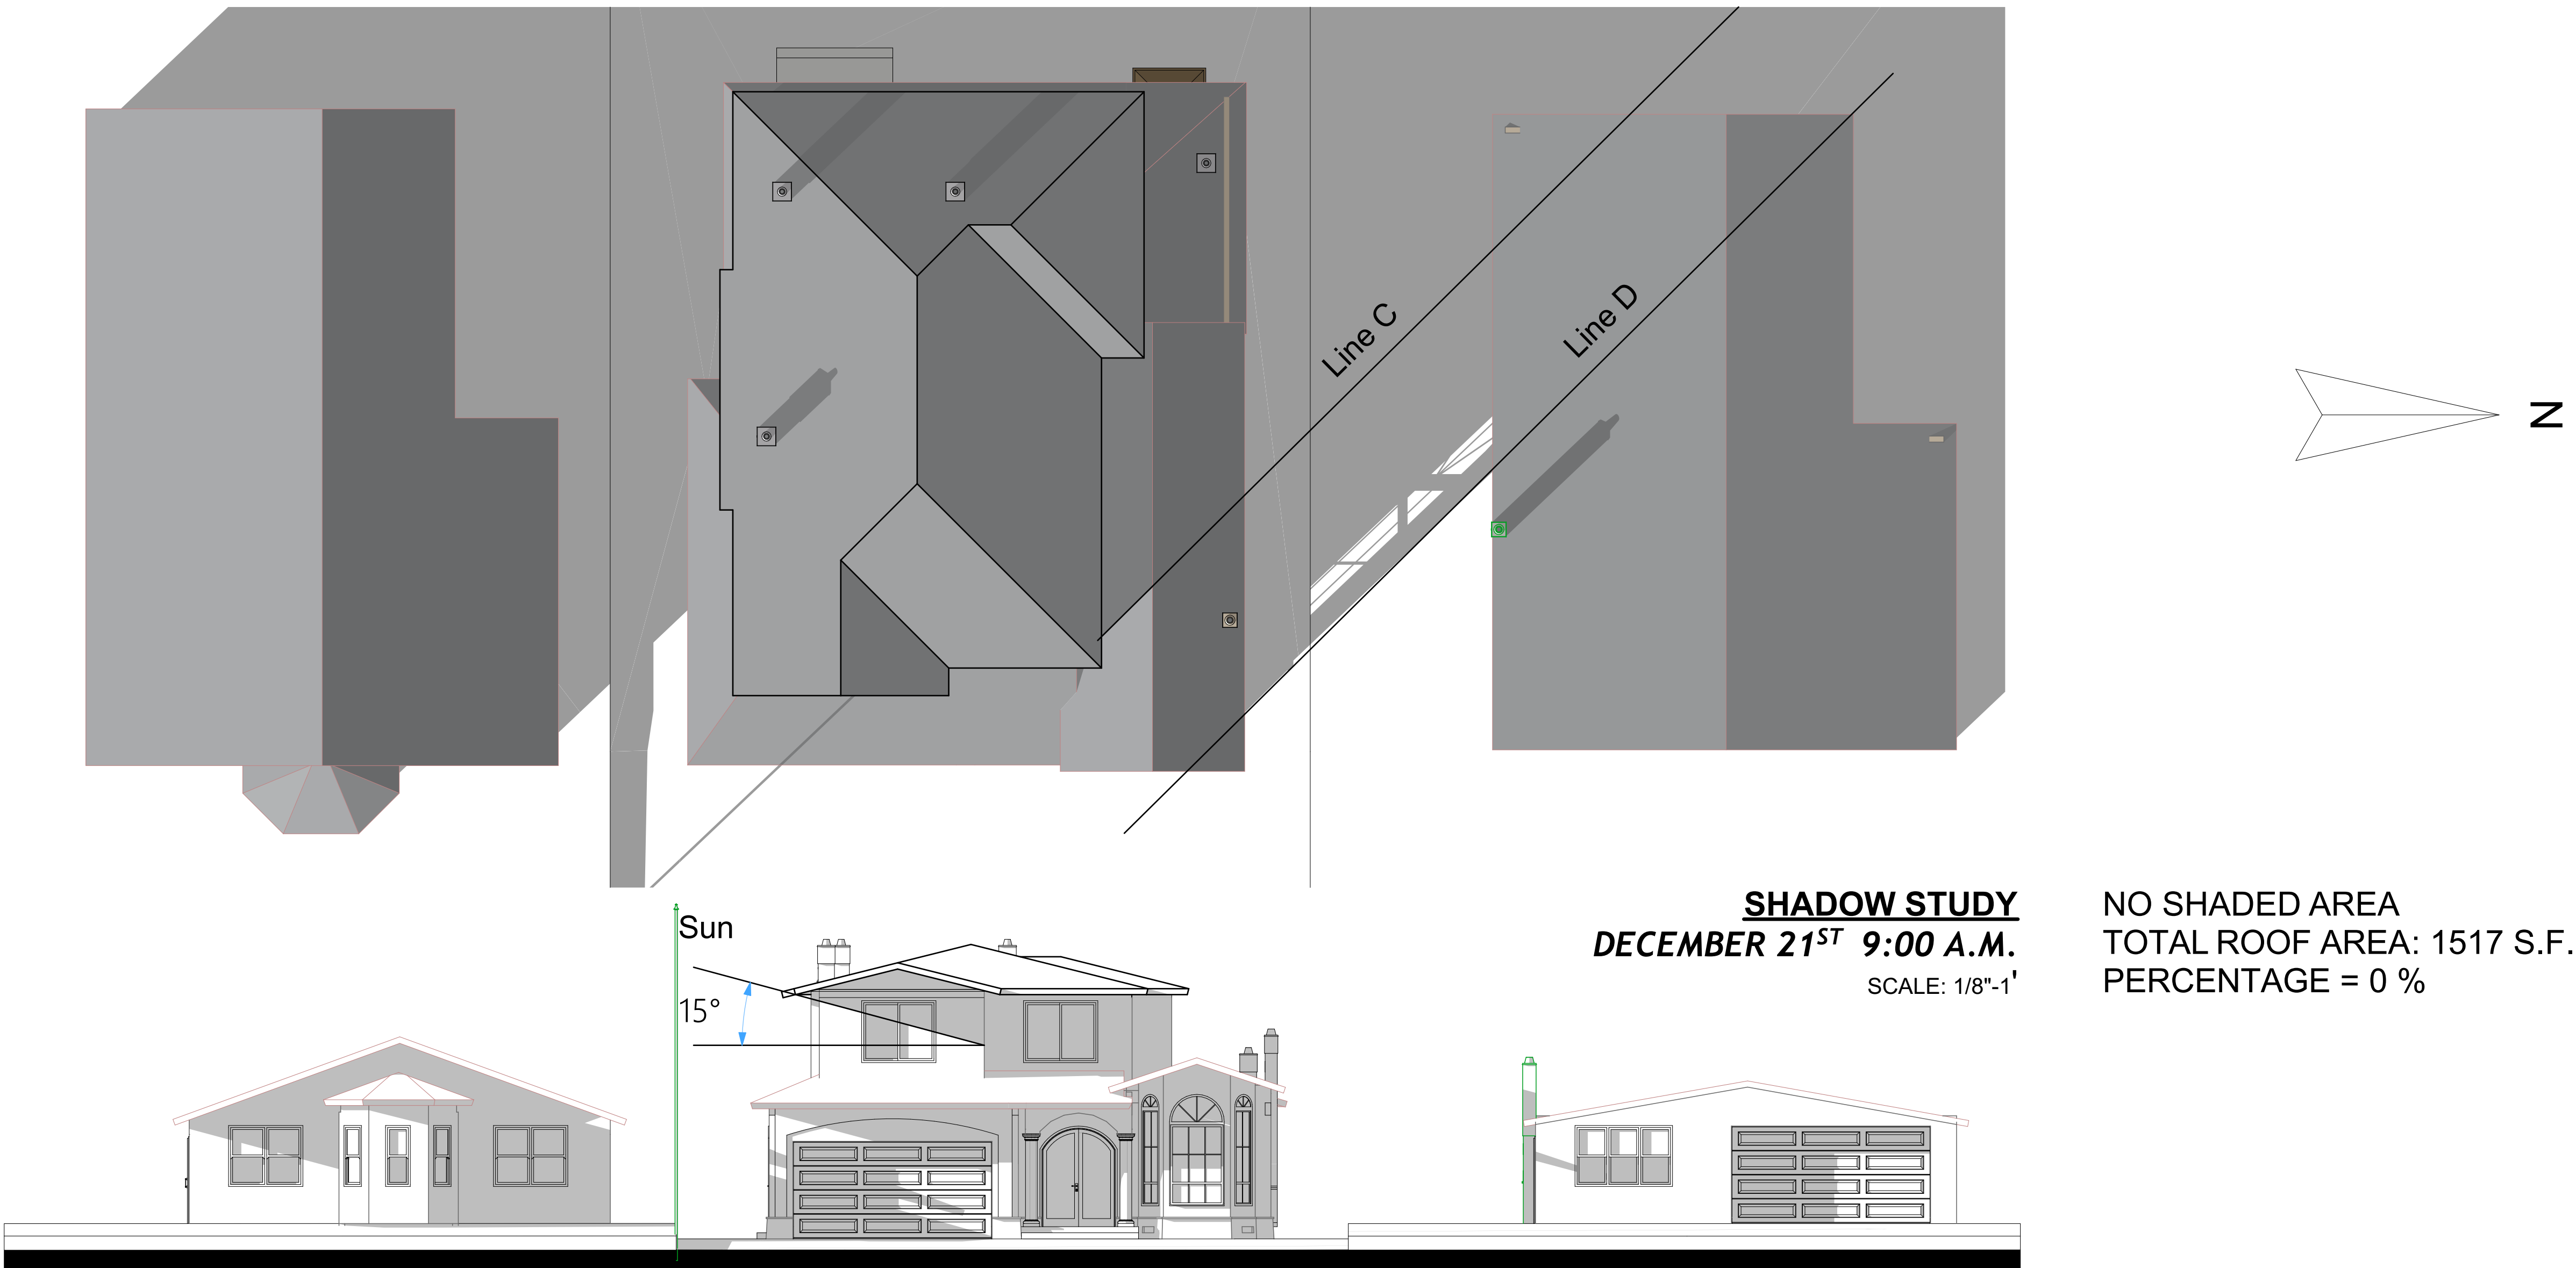 Line C
Line D
N
SHADOW STUDY
DECEMBER 21ST 9:00 A.M.
SCALE: 1/8"-1'
NO SHADED AREA
TOTAL ROOF AREA: 1517 S.F.
PERCENTAGE = 0 %
Sun
15°